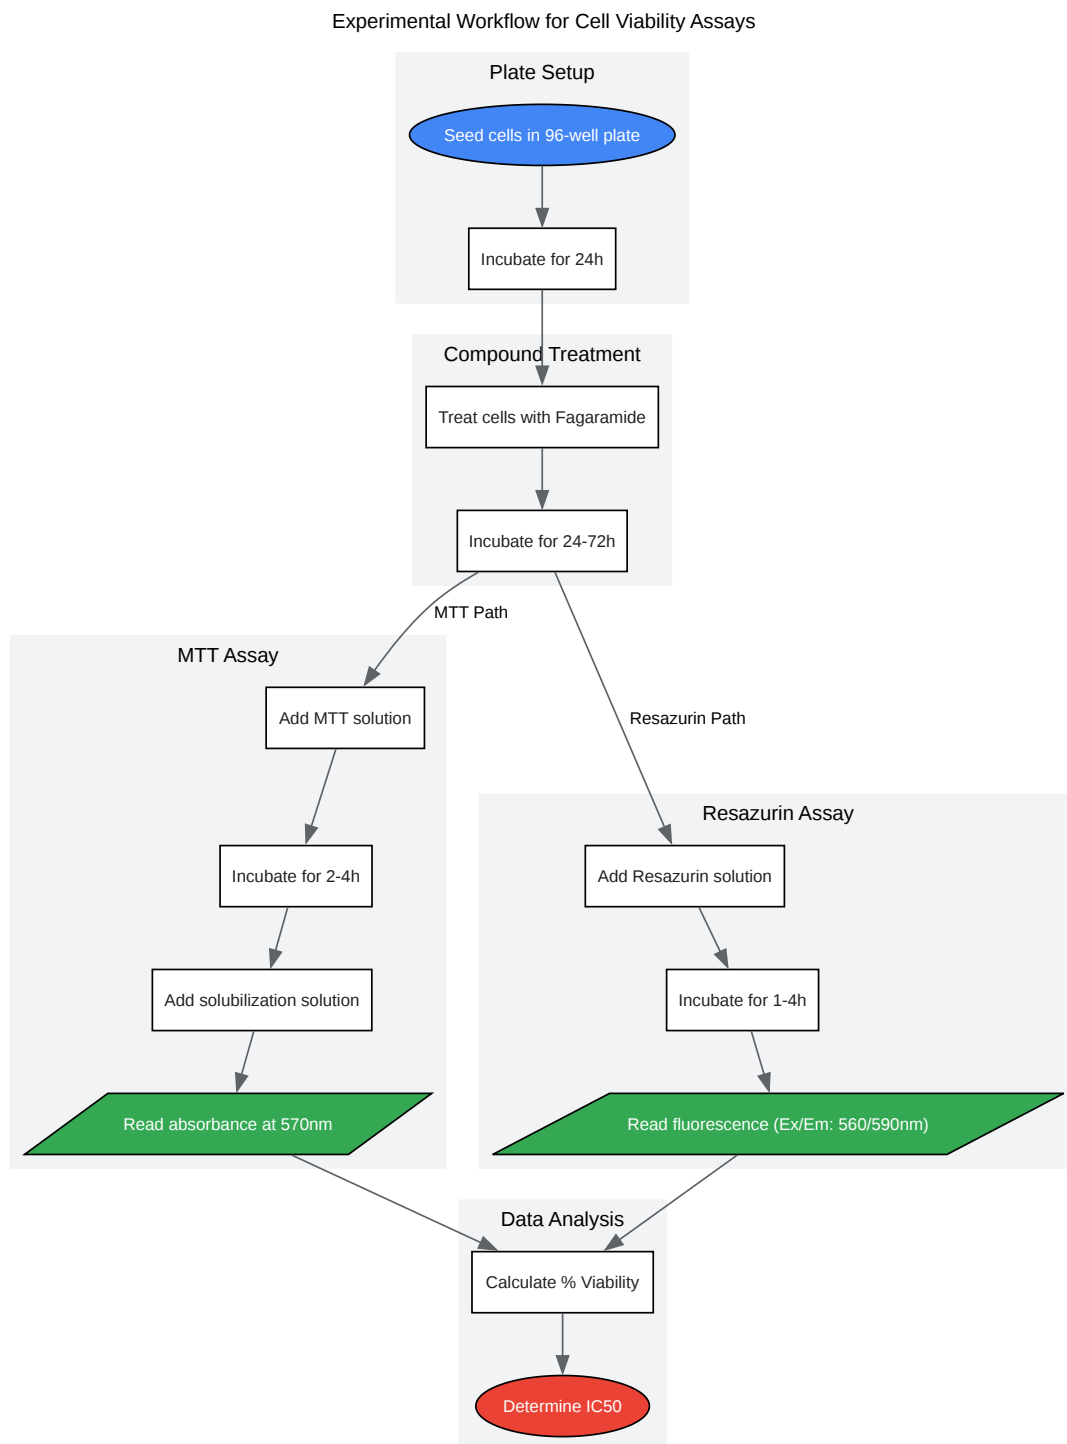 Experimental Workflow for Cell Viability Assays
Plate Setup
Seed cells in 96-well plate
Incubate for 24h
Compound Treatment
Treat cells with Fagaramide
Incubate for 24-72h
MTT Path
MTT Assay
Add MTT solution
Incubate for 2-4h
Add solubilization solution
Read absorbance at 570nm
Resazurin Path
Resazurin Assay
Add Resazurin solution
Incubate for 1-4h
Read fluorescence (Ex/Em: 560/590nm)
Data Analysis
Calculate % Viability
Determine IC50